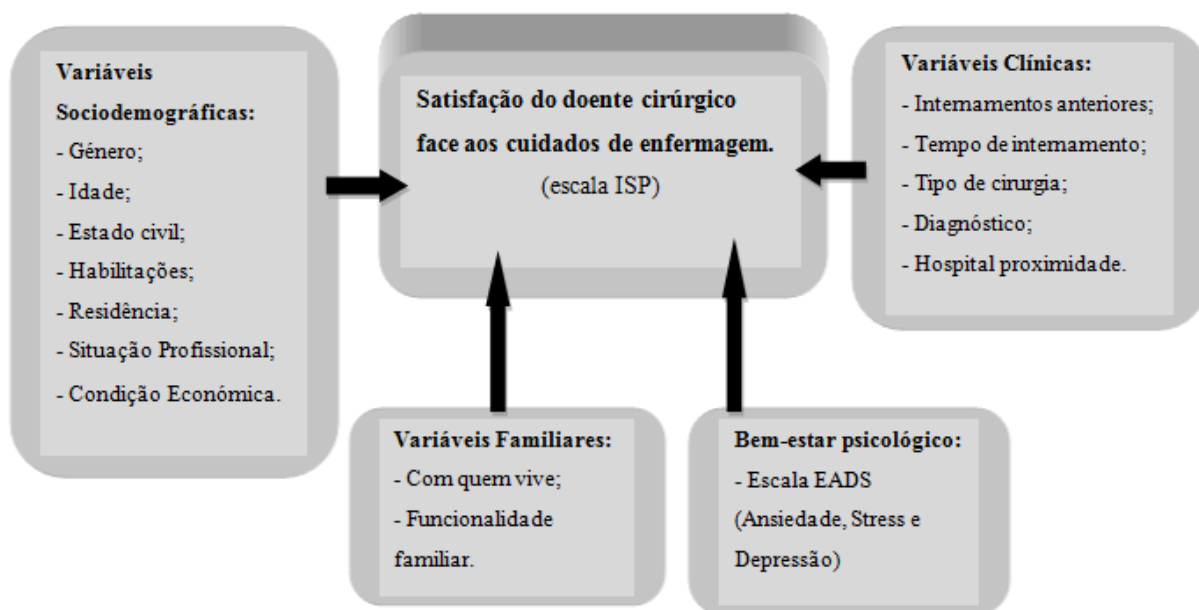 Variáveis
Sociodemográficas:
- Género;
- Idade;
- Estado civil;
- Habilitações;
- Residência;
- Situação Profissional;
- Condição Económica.
Satisfação do doente cirúrgico
face aos cuidados de enfermagem.
(escala ISP)
Variáveis Clínicas:
- Internamentos anteriores;
- Tempo de internamento;
- Tipo de cirurgia;
- Diagnóstico;
- Hospital proximidade.
Variáveis Familiares:
- Com quem vive;
- Funcionalidade
familiar.
Bem-estar psicológico:
- Escala EADS
(Ansiedade, Stress e
Depressão)